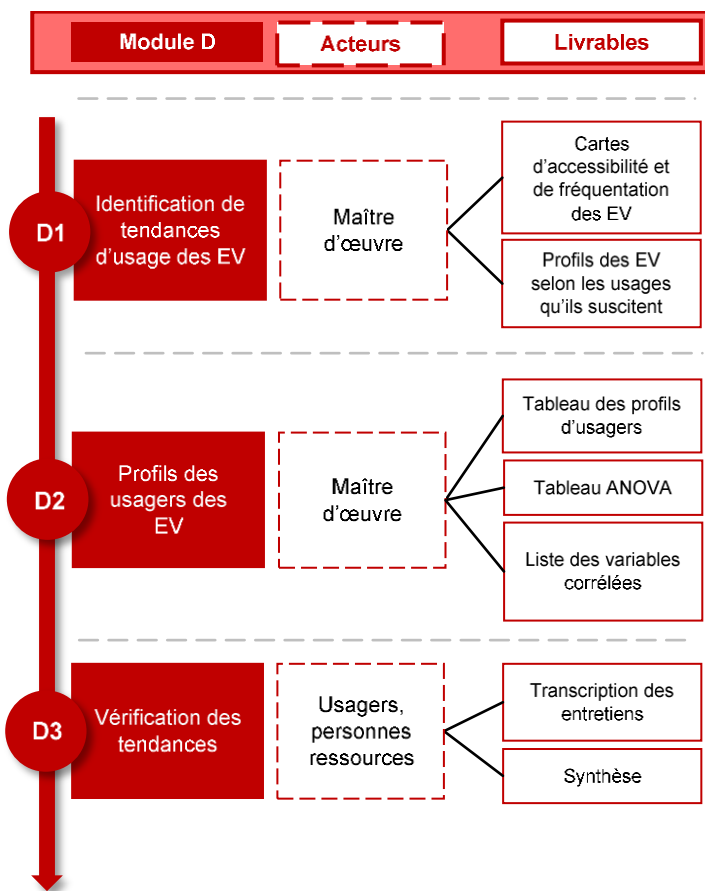 Module D
Acteurs
Livrables
D1
Identification de
tendances
d'usage des EV
Maître
d'œuvre
Cartes
d'accessibilité et
de fréquentation
des EV
Profils des EV
selon les usages
qu'ils suscitent
D2
Profils des
usagers des
EV
Maître
d'œuvre
Tableau des profils
d'usagers
Tableau ANOVA
Liste des variables
corrélées
D3
Vérification des
tendances
Usagers,
personnes
ressources
Transcription des
entretiens
Synthèse